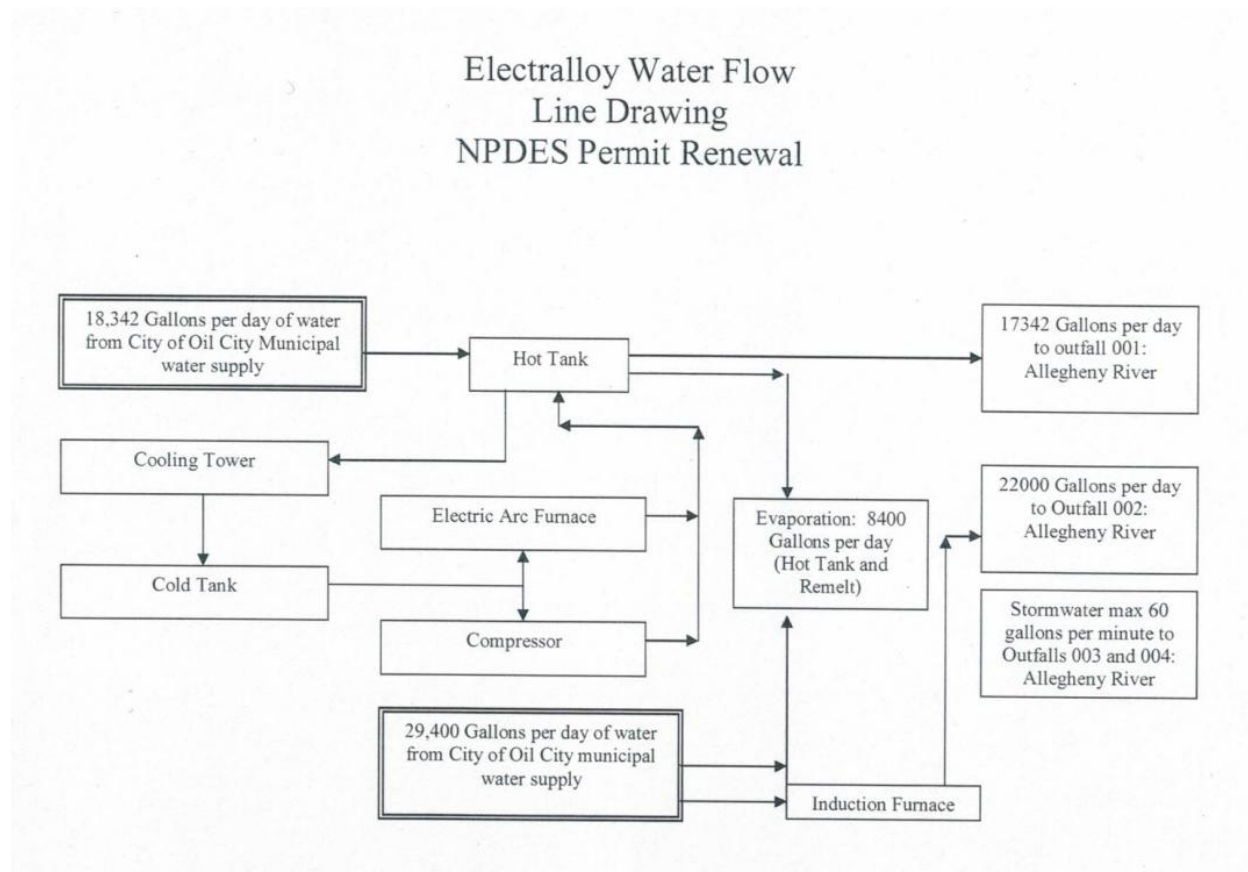 Electralloy Water Flow
Line Drawing
NPDES Permit Renewal
18,342 Gallons per day of water
from City of Oil City Municipal
water supply
Hot Tank
17342 Gallons per day
to outfall 001:
Allegheny River
Cooling Tower
Electric Arc Furnace
Evaporation: 8400
Gallons per day
(Hot Tank and
Remelt)
22000 Gallons per day
to Outfall 002:
Allegheny River
Cold Tank
Compressor
Stormwater max 60
gallons per minute to
Outfalls 003 and 004:
Allegheny River
29,400 Gallons per day of water
from City of Oil City municipal
water supply
Induction Furnace